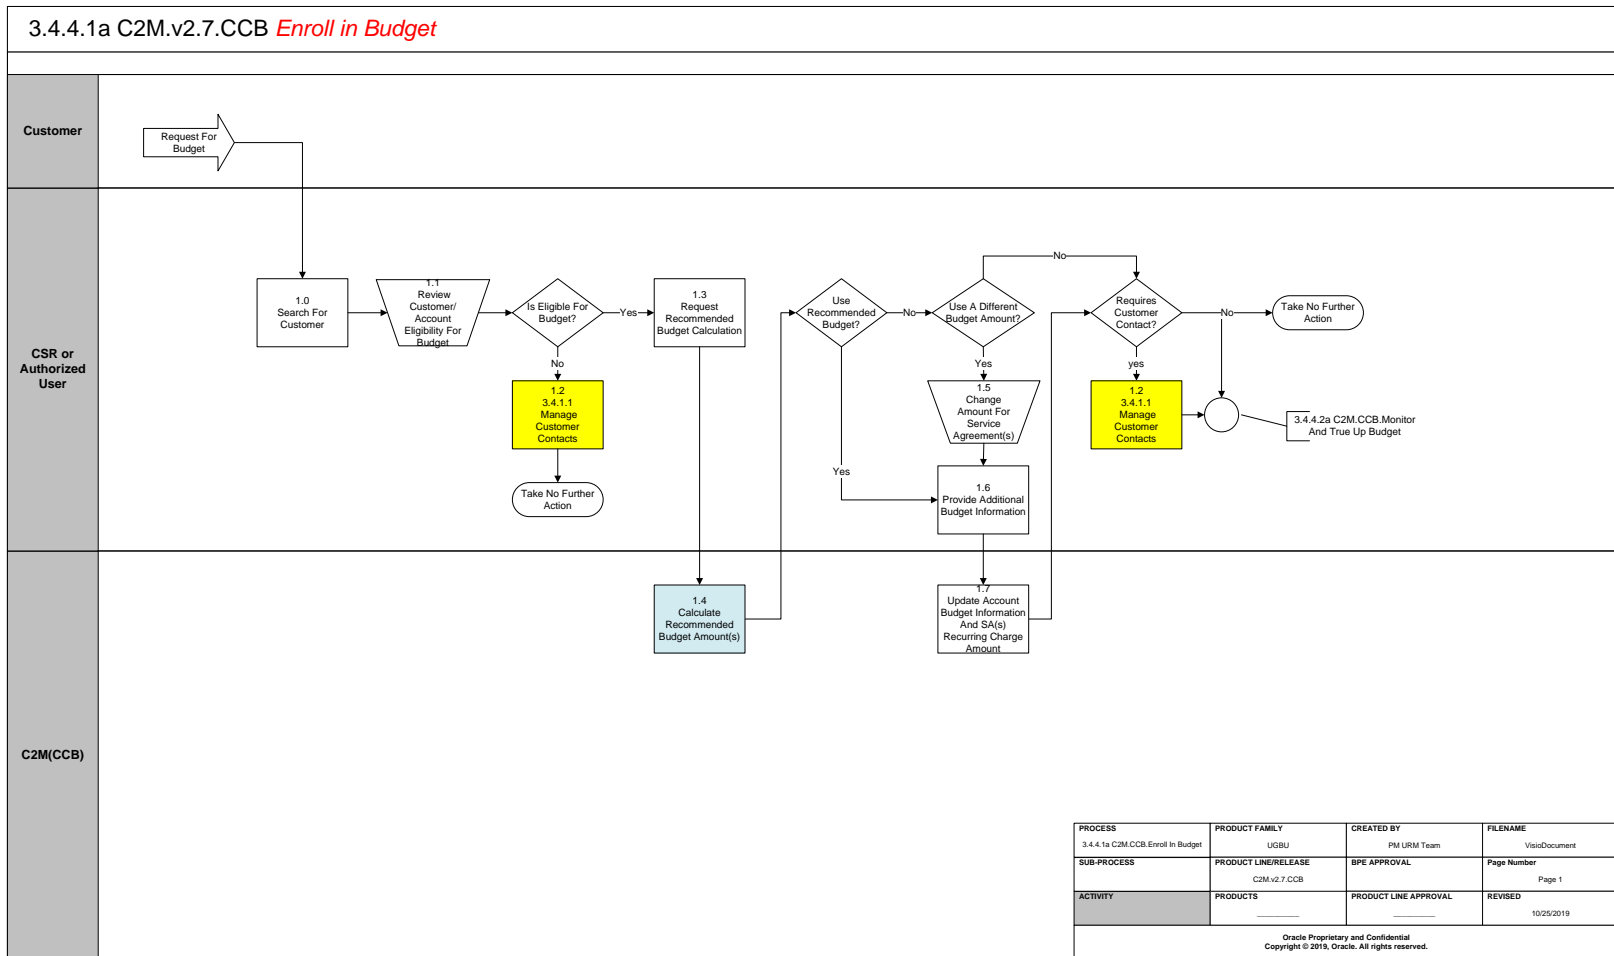 3.4.4.1a C2M.v2.7.CCB Enroll in Budget
Customer
Request For
Budget
CSR or
Authorized
User
1.0
Search For
Customer
1.1
Review
Customer/
Account
Eligibility For
Budget
Is Eligible For
Budget?
Yes
No
1.2
3.4.1.1
Manage
Customer
Contacts
Take No Further
Action
1.3
Request
Recommended
Budget Calculation
Use
Recommended
Budget?
No
Yes
Use A Different
Budget Amount?
No
Yes
1.5
Change
Amount For
Service
Agreement(s)
1.6
Provide Additional
Budget Information
Requires
Customer
Contact?
No
yes
Take No Further
Action
1.2
3.4.1.1
Manage
Customer
Contacts
3.4.4.2a C2M.CCB.Monitor
And True Up Budget
C2M(CCB)
1.4
Calculate
Recommended
Budget Amount(s)
1.7
Update Account
Budget Information
And SA(s)
Recurring Charge
Amount
PROCESS
3.4.4.1a C2M.CCB.Enroll In Budget
PRODUCT FAMILY
UGBU
CREATED BY
PM URM Team
FILENAME
VisioDocument
SUB-PROCESS
PRODUCT LINE/RELEASE
C2M.v2.7.CCB
BPE APPROVAL
Page Number
Page 1
ACTIVITY
PRODUCTS
PRODUCT LINE APPROVAL
REVISED
10/25/2019
Oracle Proprietary and Confidential
Copyright © 2019, Oracle. All rights reserved.